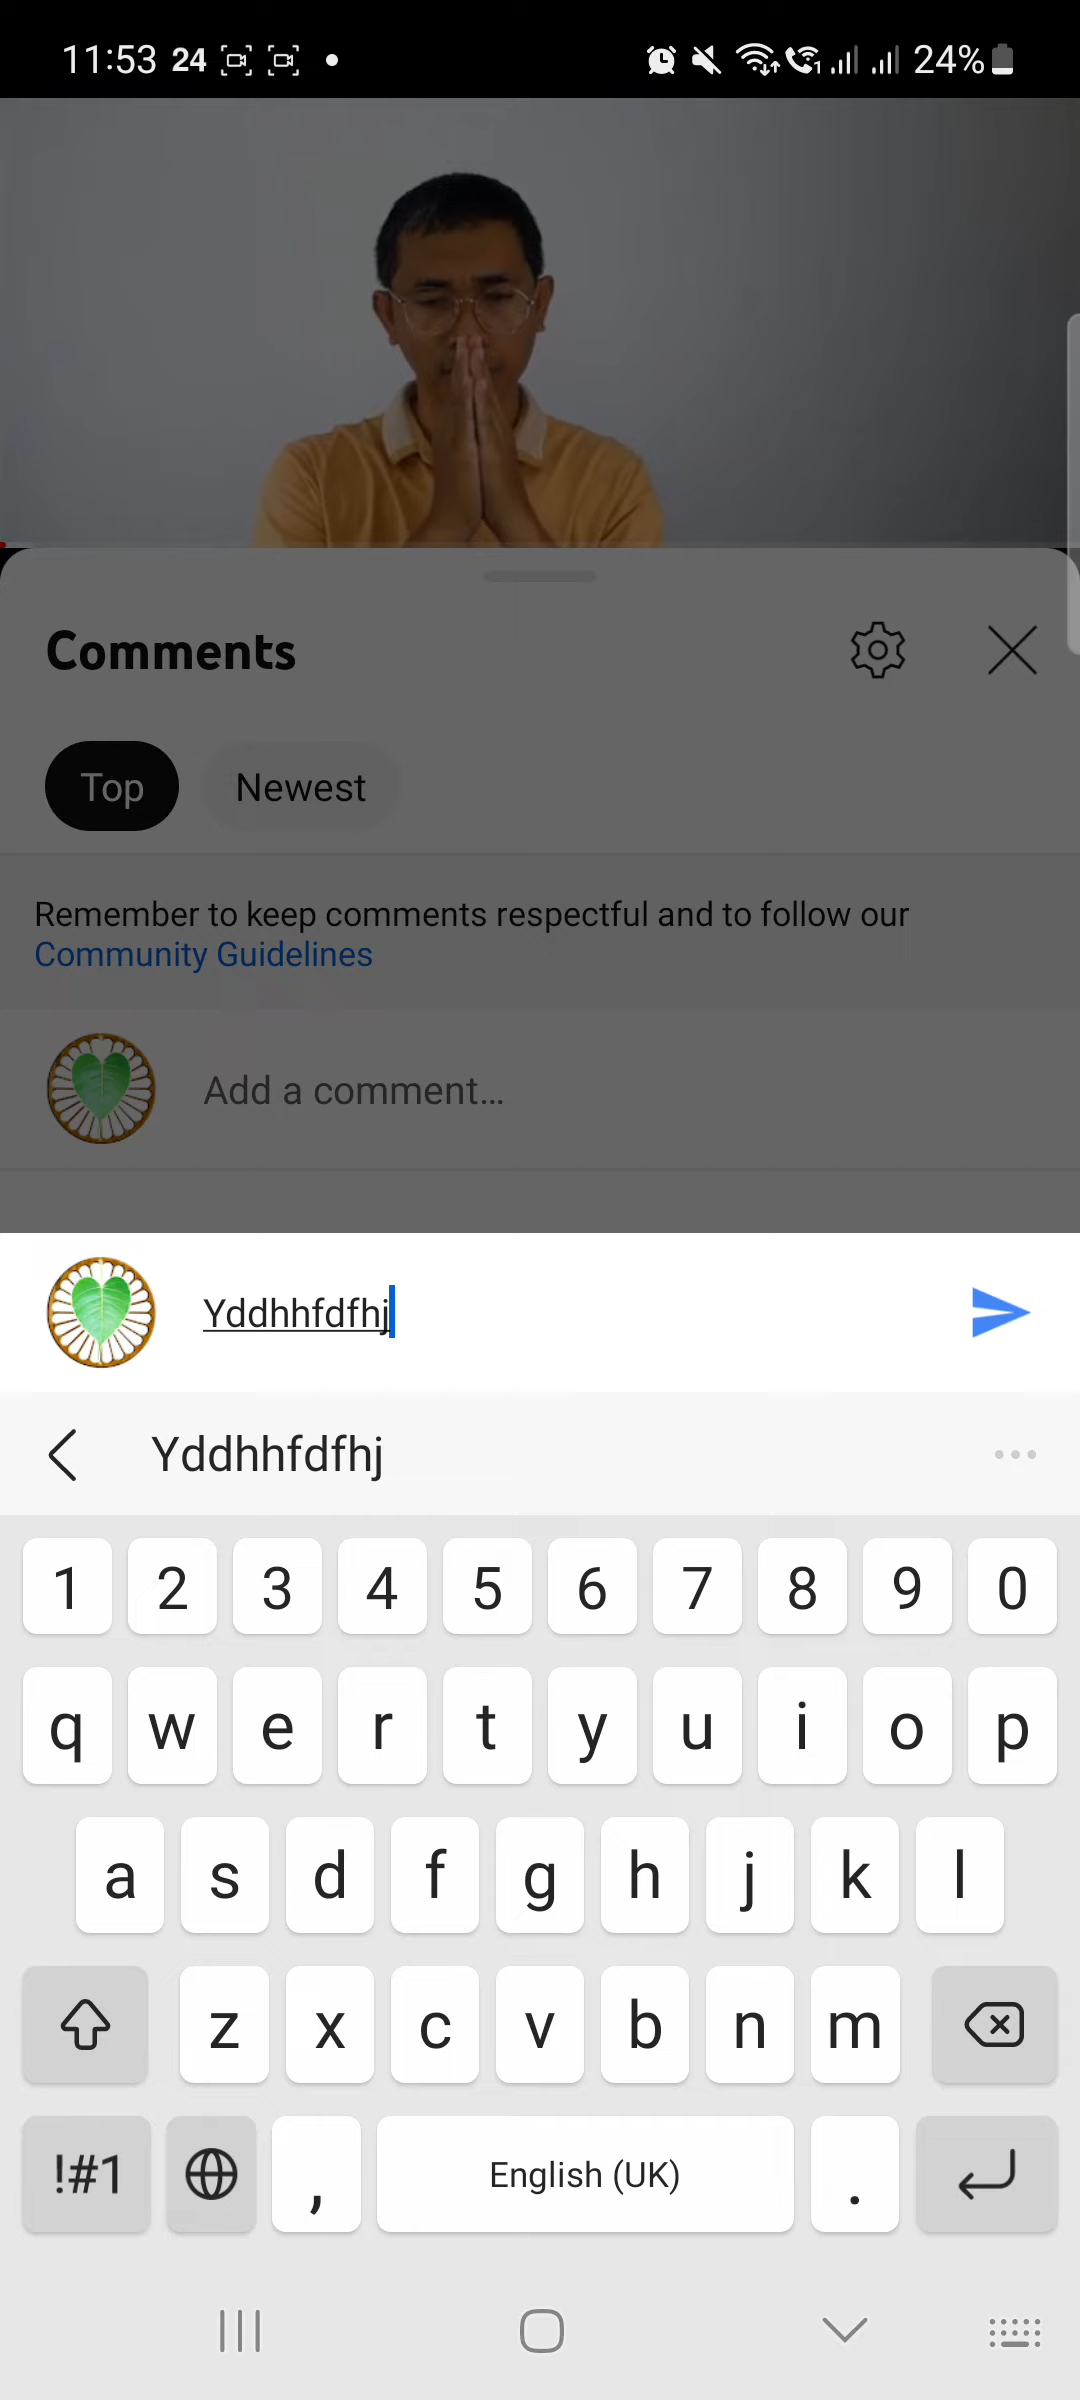 11:53 24 24%
Comments
Top Newest
Remember to keep comments respectful and to follow our
Community Guidelines
Add a comment...
Yddhhfdfhj
Yddhhfdfhj
1 2 3 4 5 6 7 8 9 0
q w e r t y u i o p
a s d f g h j k l
z x c v b n m
!#1 , English (UK) .